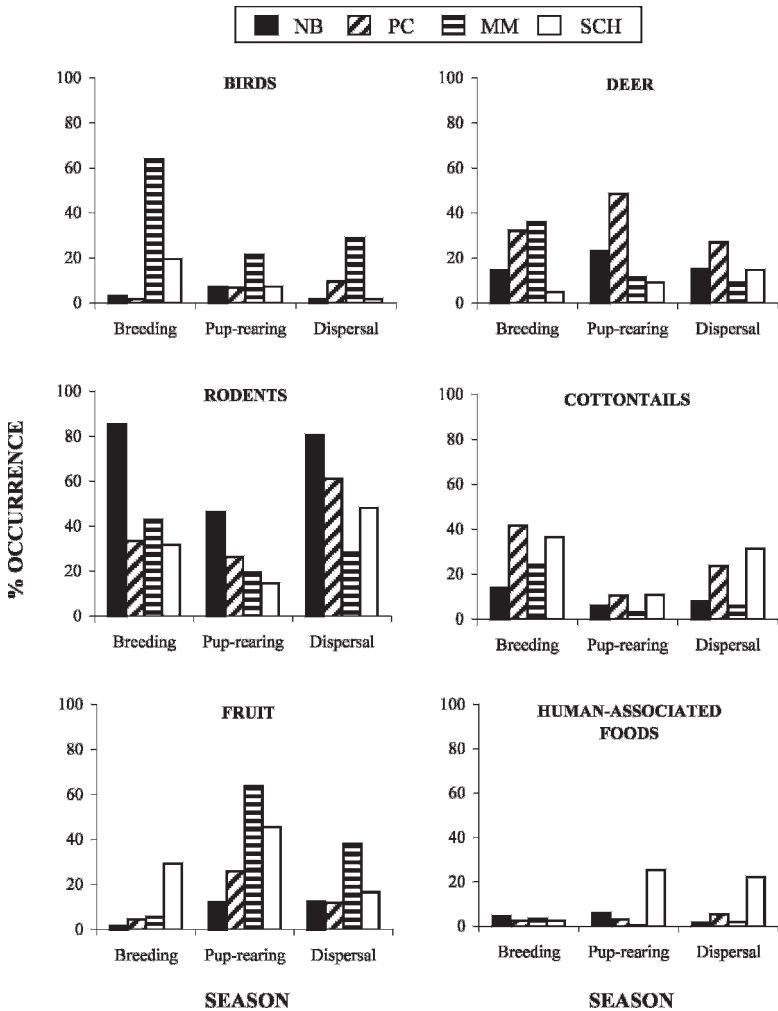 NB PC MM SCH
BIRDS
100
80
60
40
20
0
Breeding Pup-rearing Dispersal
DEER
100
80
60
40
20
0
Breeding Pup-rearing Dispersal
% OCCURRENCE
RODENTS
100
80
60
40
20
0
Breeding Pup-rearing Dispersal
COTTONTAILS
100
80
60
40
20
0
Breeding Pup-rearing Dispersal
FRUIT
100
80
60
40
20
0
Breeding Pup-rearing Dispersal
SEASON
HUMAN-ASSOCIATED
FOODS
100
80
60
40
20
0
Breeding Pup-rearing Dispersal
SEASON